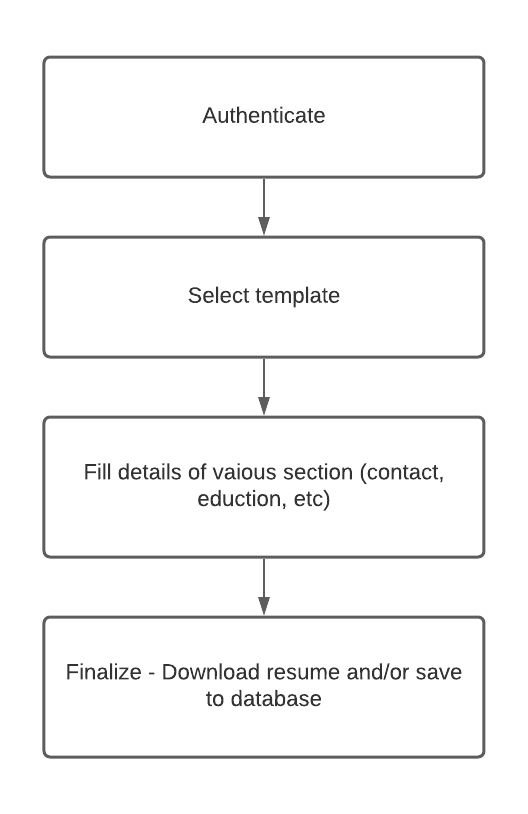 Authenticate
Select template
Fill details of vaious section (contact,
eduction, etc)
Finalize - Download resume and/or save
to database